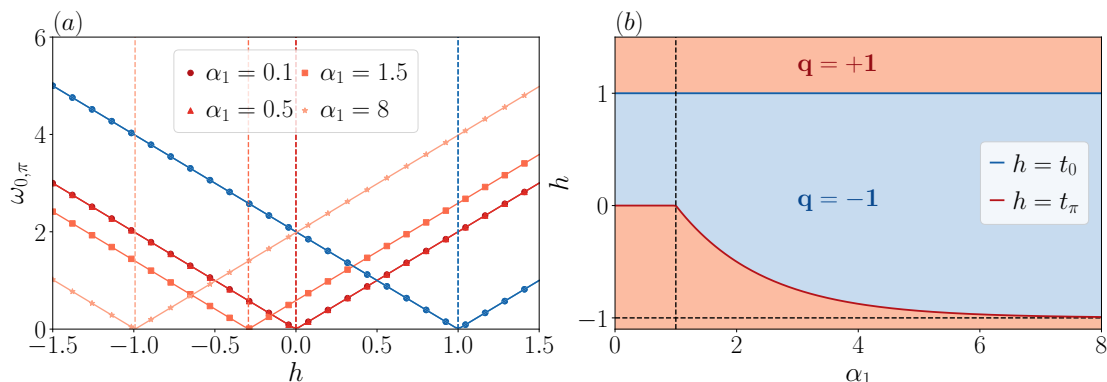 (a)
ω₀,π
6
4
2
0
α₁ = 0.1
α₁ = 1.5
α₁ = 0.5
α₁ = 8
−1.5
−1.0
−0.5
0.0
0.5
1.0
1.5
h
(b)
h
1
0
−1
q = +1
q = −1
h = t₀
h = t_π
0
2
4
6
8
α₁